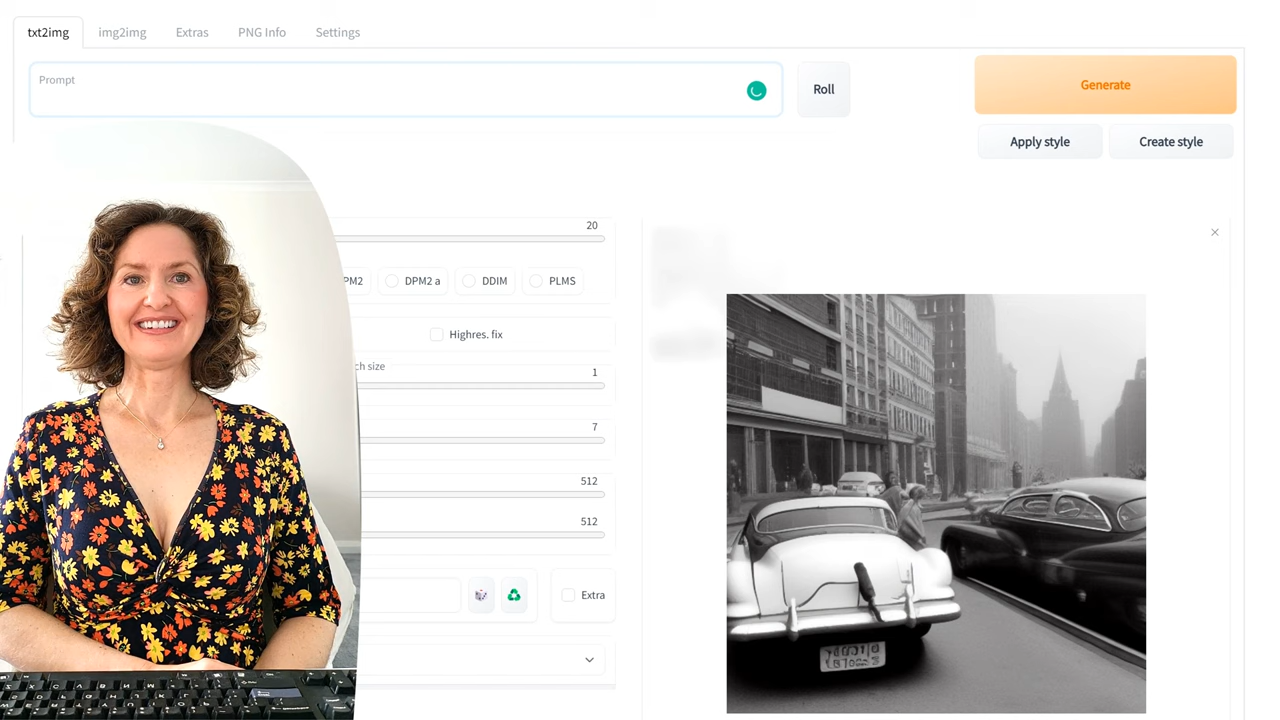 txt2img img2img Extras PNG Info Settings
Prompt
Roll
Generate
Apply style Create style
20
PM2 DPM2 a DDIM PLMS
Highres. fix
ch size
1
7
512
512
Extra